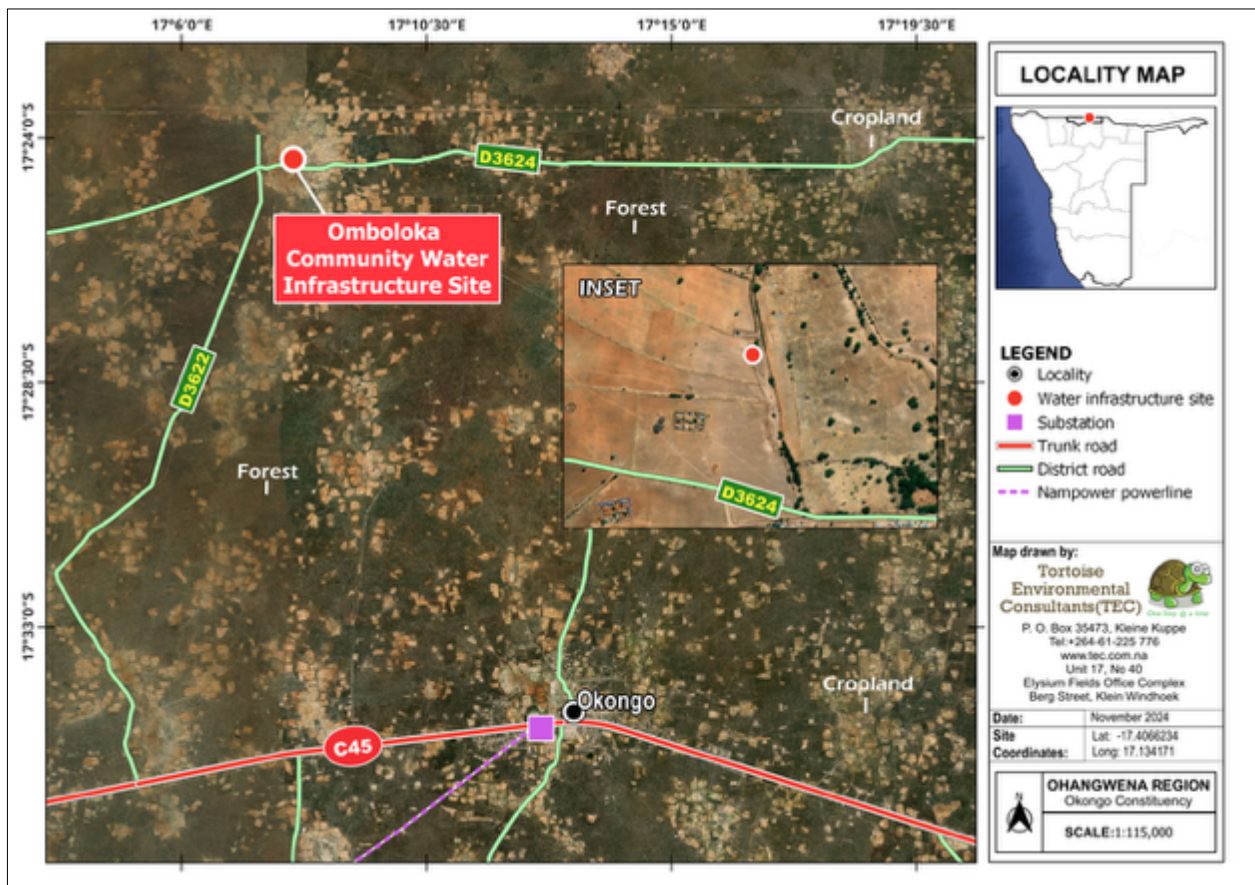 17°6'0"E
17°10'30"E
17°15'0"E
17°19'30"E
17°24'0"S
17°28'30"S
17°33'0"S
D3624
Cropland
Forest
Omboloka
Community Water
Infrastructure Site
INSET
D3624
D3622
Forest
Okongo
Cropland
C45
LOCALITY MAP
LEGEND
Locality
Water infrastructure site
Substation
Trunk road
District road
Nampower powerline
Map drawn by:
Tortoise
Environmental
Consultants(TEC)
One step @ a time
P. O. Box 35473, Kleine Kuppe
Tel:+264-61-225 776
www.tec.com.na
Unit 17, No 40
Elysium Fields Office Complex
Berg Street, Klein Windhoek
Date: November 2024
Site Lat: -17.4066234
Coordinates: Long: 17.134171
N
OHANGWENA REGION
Okongo Constituency
SCALE:1:115,000